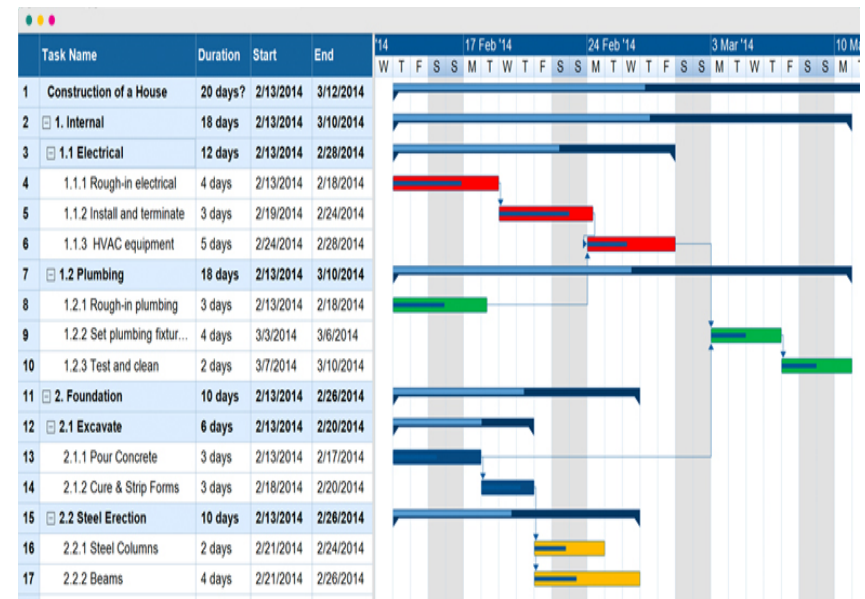 '14 17 Feb '14 24 Feb '14 3 Mar '14 10 Ma
Task Name Duration Start End
W T F S S M T W T F S S M T W T F S S M T W T F S S M
1 Construction of a House 20 days? 2/13/2014 3/12/2014
2 1. Internal 18 days 2/13/2014 3/10/2014
3 1.1 Electrical 12 days 2/13/2014 2/28/2014
4 1.1.1 Rough-in electrical 4 days 2/13/2014 2/18/2014
5 1.1.2 Install and terminate 3 days 2/19/2014 2/24/2014
6 1.1.3 HVAC equipment 5 days 2/24/2014 2/28/2014
7 1.2 Plumbing 18 days 2/13/2014 3/10/2014
8 1.2.1 Rough-in plumbing 3 days 2/13/2014 2/18/2014
9 1.2.2 Set plumbing fixtur... 4 days 3/3/2014 3/6/2014
10 1.2.3 Test and clean 2 days 3/7/2014 3/10/2014
11 2. Foundation 10 days 2/13/2014 2/26/2014
12 2.1 Excavate 6 days 2/13/2014 2/20/2014
13 2.1.1 Pour Concrete 3 days 2/13/2014 2/17/2014
14 2.1.2 Cure & Strip Forms 3 days 2/18/2014 2/20/2014
15 2.2 Steel Erection 10 days 2/13/2014 2/26/2014
16 2.2.1 Steel Columns 2 days 2/21/2014 2/24/2014
17 2.2.2 Beams 4 days 2/21/2014 2/26/2014